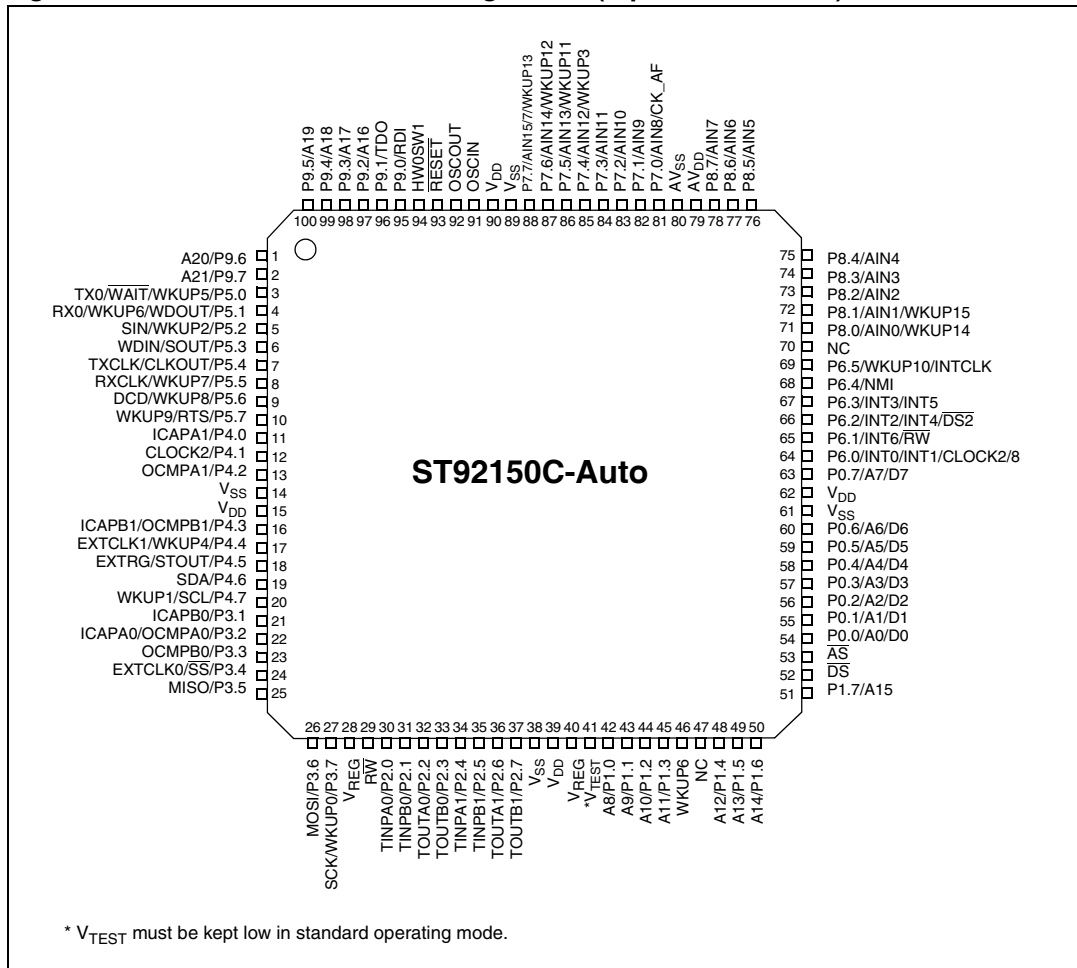 P9.5/A19
P9.4/A18
P9.3/A17
P9.2/A16
P9.1/TDO
P9.0/RDI
HW0SW1
RESET
OSCOUT
OSCIN
VDD
VSS
P7.7/AIN15/7/WKUP13
P7.6/AIN14/WKUP12
P7.5/AIN13/WKUP11
P7.4/AIN12/WKUP3
P7.3/AIN11
P7.2/AIN10
P7.1/AIN9
P7.0/AIN8/CK_AF
AVSS
AVDD
P8.7/AIN7
P8.6/AIN6
P8.5/AIN5
100 99 98 97 96 95 94 93 92 91 90 89 88 87 86 85 84 83 82 81 80 79 78 77 76
A20/P9.6 1
A21/P9.7 2
TX0/WAIT/WKUP5/P5.0 3
RX0/WKUP6/WDOUT/P5.1 4
SIN/WKUP2/P5.2 5
WDIN/SOUT/P5.3 6
TXCLK/CLKOUT/P5.4 7
RXCLK/WKUP7/P5.5 8
DCD/WKUP8/P5.6 9
WKUP9/RTS/P5.7 10
ICAPA1/P4.0 11
CLOCK2/P4.1 12
OCMPA1/P4.2 13
VSS 14
VDD 15
ICAPB1/OCMPB1/P4.3 16
EXTCLK1/WKUP4/P4.4 17
EXTRG/STOUT/P4.5 18
SDA/P4.6 19
WKUP1/SCL/P4.7 20
ICAPB0/P3.1 21
ICAPA0/OCMPA0/P3.2 22
OCMPB0/P3.3 23
EXTCLK0/SS/P3.4 24
MISO/P3.5 25
ST92150C-Auto
75 P8.4/AIN4
74 P8.3/AIN3
73 P8.2/AIN2
72 P8.1/AIN1/WKUP15
71 P8.0/AIN0/WKUP14
70 NC
69 P6.5/WKUP10/INTCLK
68 P6.4/NMI
67 P6.3/INT3/INT5
66 P6.2/INT2/INT4/DS2
65 P6.1/INT6/RW
64 P6.0/INT0/INT1/CLOCK2/8
63 P0.7/A7/D7
62 VDD
61 VSS
60 P0.6/A6/D6
59 P0.5/A5/D5
58 P0.4/A4/D4
57 P0.3/A3/D3
56 P0.2/A2/D2
55 P0.1/A1/D1
54 P0.0/A0/D0
53 AS
52 DS
51 P1.7/A15
26 27 28 29 30 31 32 33 34 35 36 37 38 39 40 41 42 43 44 45 46 47 48 49 50
MOSI/P3.6
SCK/WKUP0/P3.7
VREG
RW
TINPA0/P2.0
TINPB0/P2.1
TOUTA0/P2.2
TOUTB0/P2.3
TINPA1/P2.4
TINPB1/P2.5
TOUTA1/P2.6
TOUTB1/P2.7
VSS
VDD
VREG
*VTEST
A8/P1.0
A9/P1.1
A10/P1.2
A11/P1.3
WKUP6
NC
A12/P1.4
A13/P1.5
A14/P1.6
* VTEST must be kept low in standard operating mode.